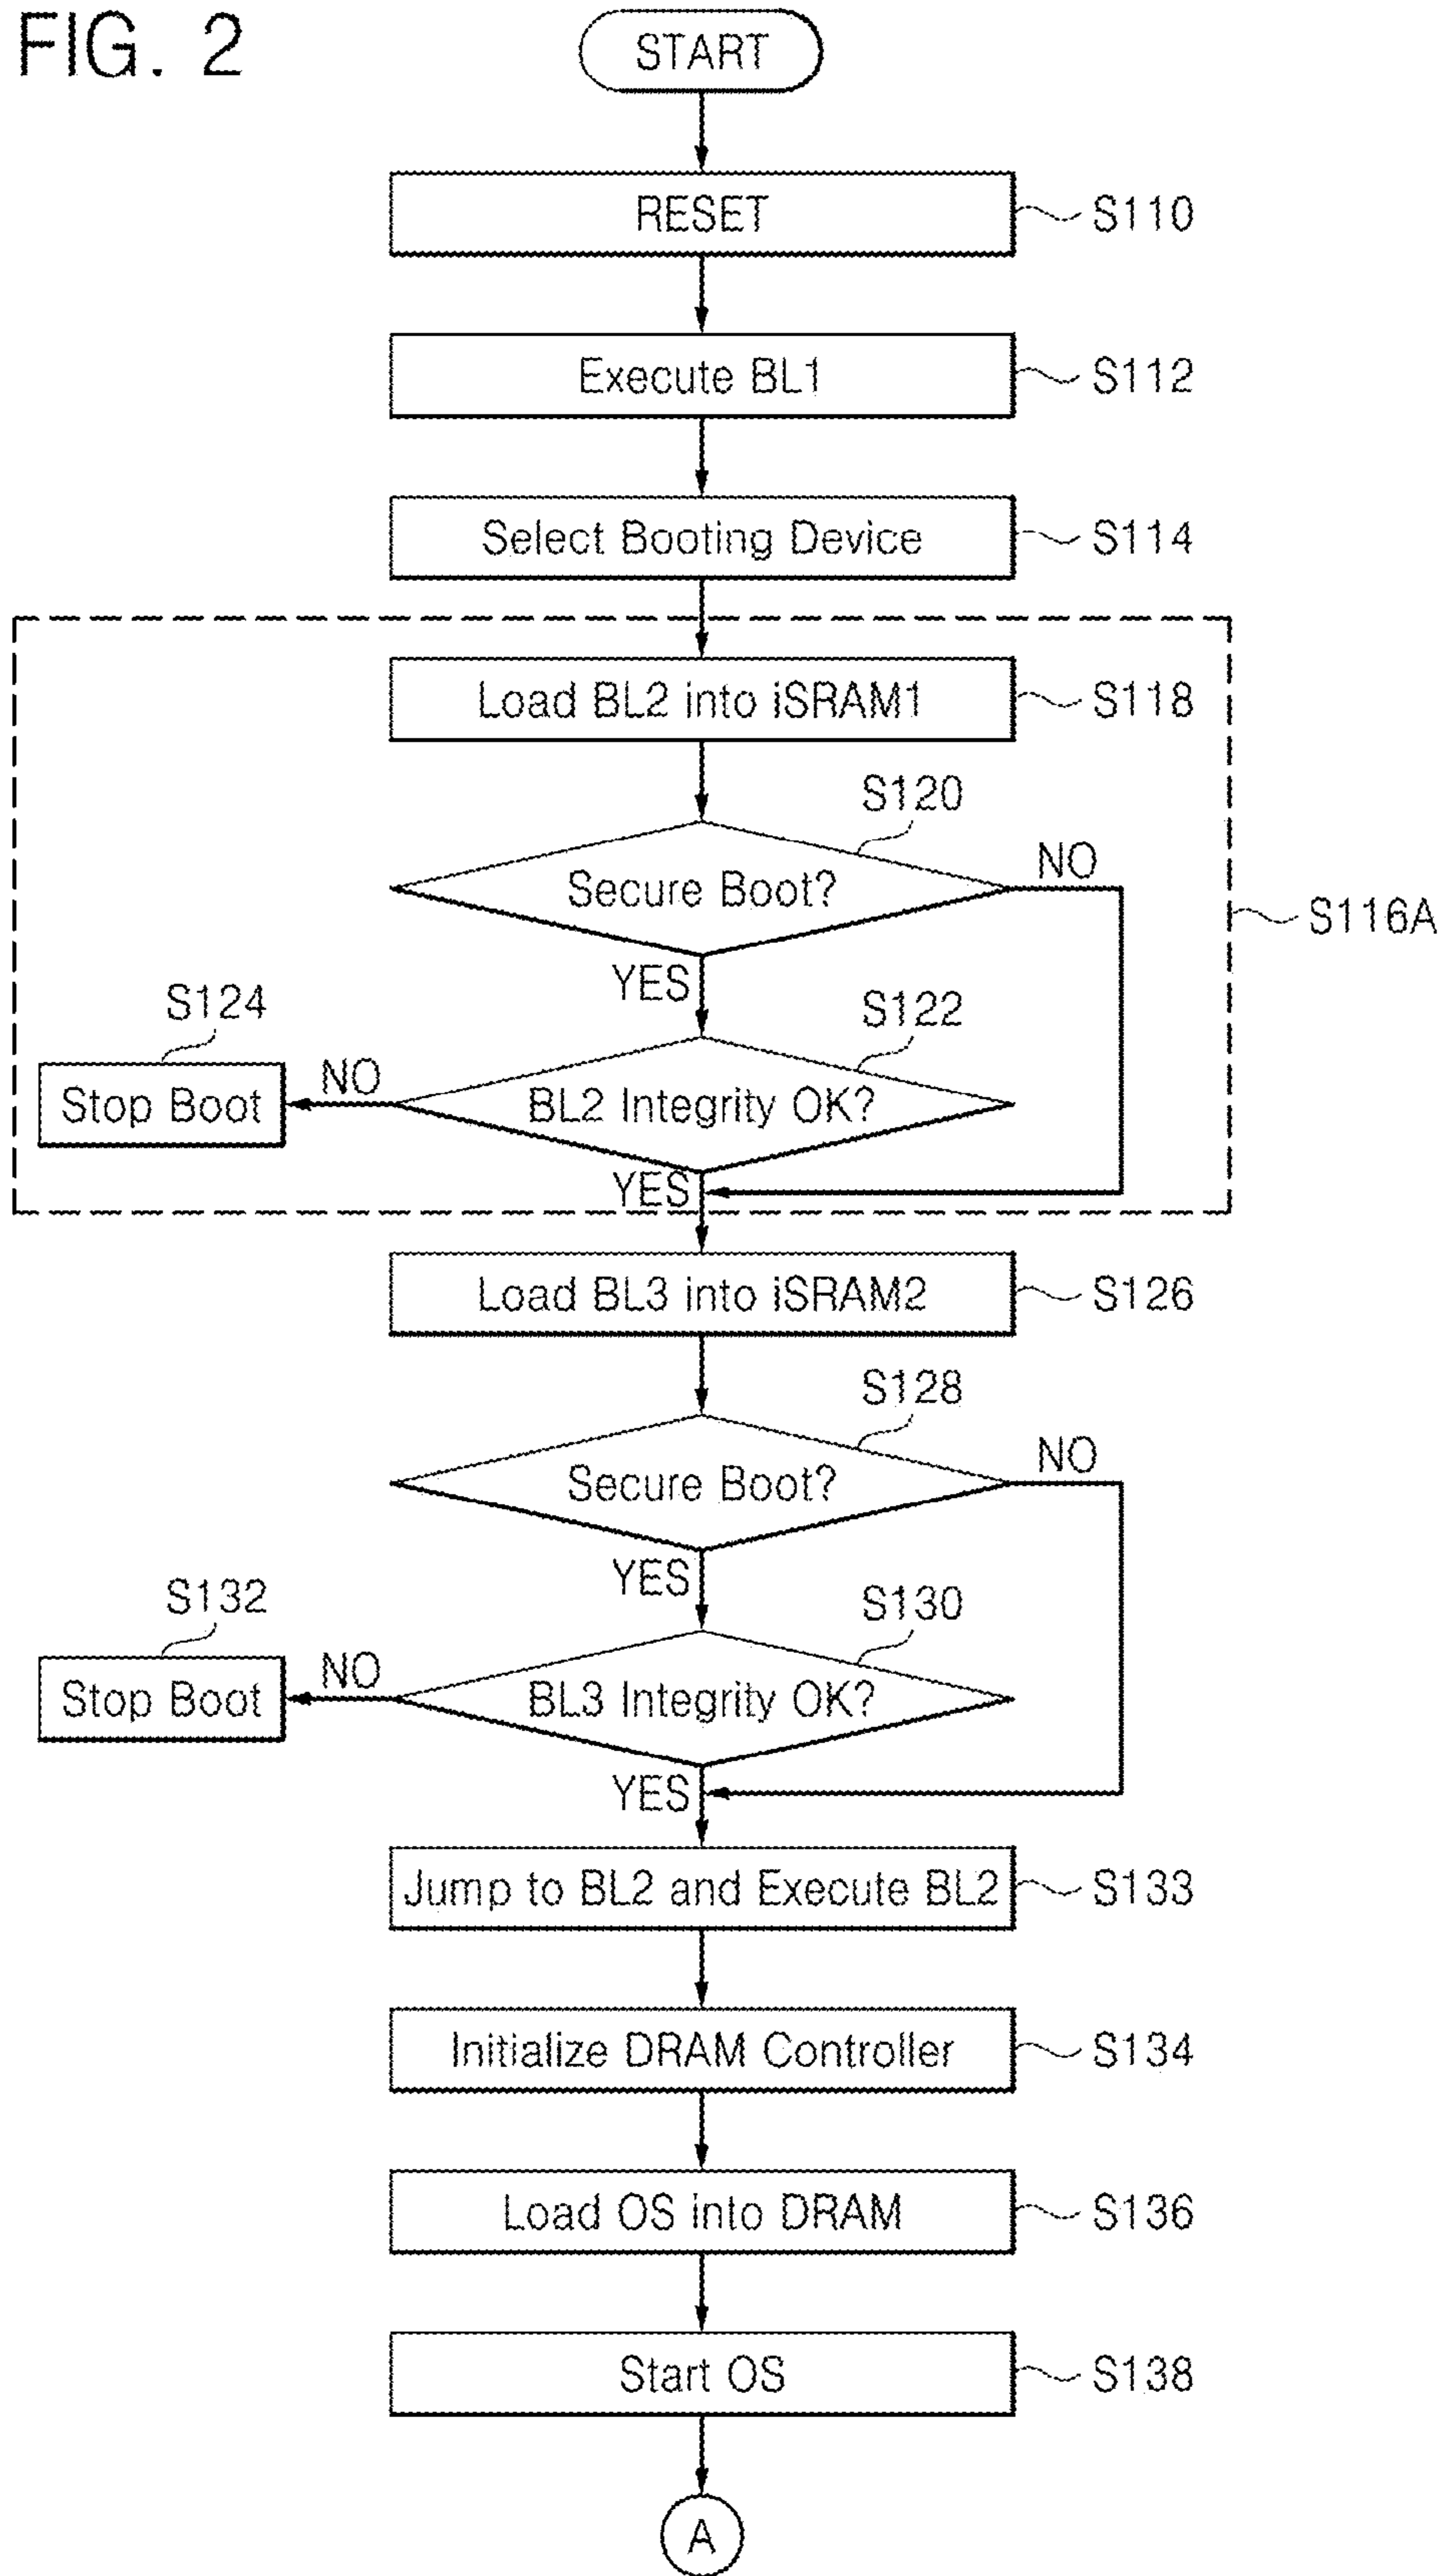 FIG. 2
START
RESET
S110
Execute BL1
S112
Select Booting Device
S114
Load BL2 into iSRAM1
S118
S120
Secure Boot?
NO
S116A
YES
S124
S122
Stop Boot
NO
BL2 Integrity OK?
YES
Load BL3 into iSRAM2
S126
S128
Secure Boot?
NO
YES
S132
S130
Stop Boot
NO
BL3 Integrity OK?
YES
Jump to BL2 and Execute BL2
S133
Initialize DRAM Controller
S134
Load OS into DRAM
S136
Start OS
S138
A